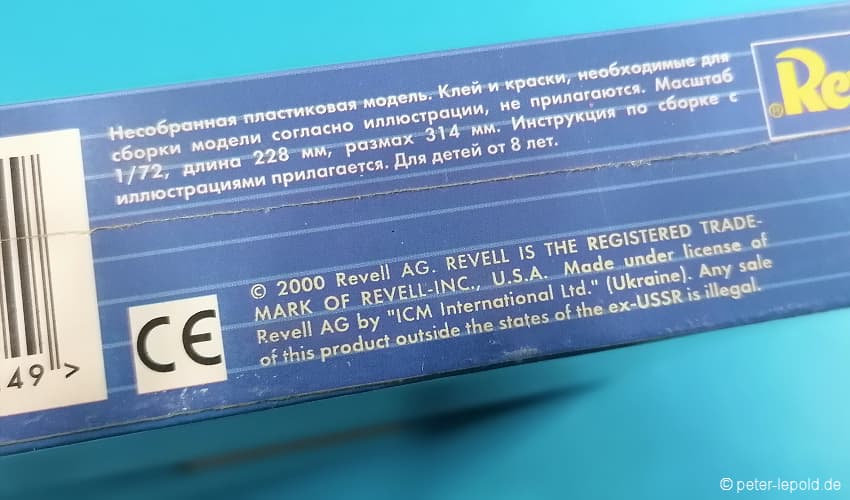 Несобранная пластиковая модель. Клей и краски, необходимые для
сборки модели согласно иллюстрации, не прилагаются. Масштаб
1/72, длина 228 мм, размах 314 мм. Инструкция по сборке с
иллюстрациями прилагается. Для детей от 8 лет.
® Re
© 2000 Revell AG. REVELL IS THE REGISTERED TRADE-
MARK OF REVELL-INC., U.S.A. Made under license of
Revell AG by "ICM International Ltd." (Ukraine). Any sale
of this product outside the states of the ex-USSR is illegal.
CE
49 >
© peter-lepold.de